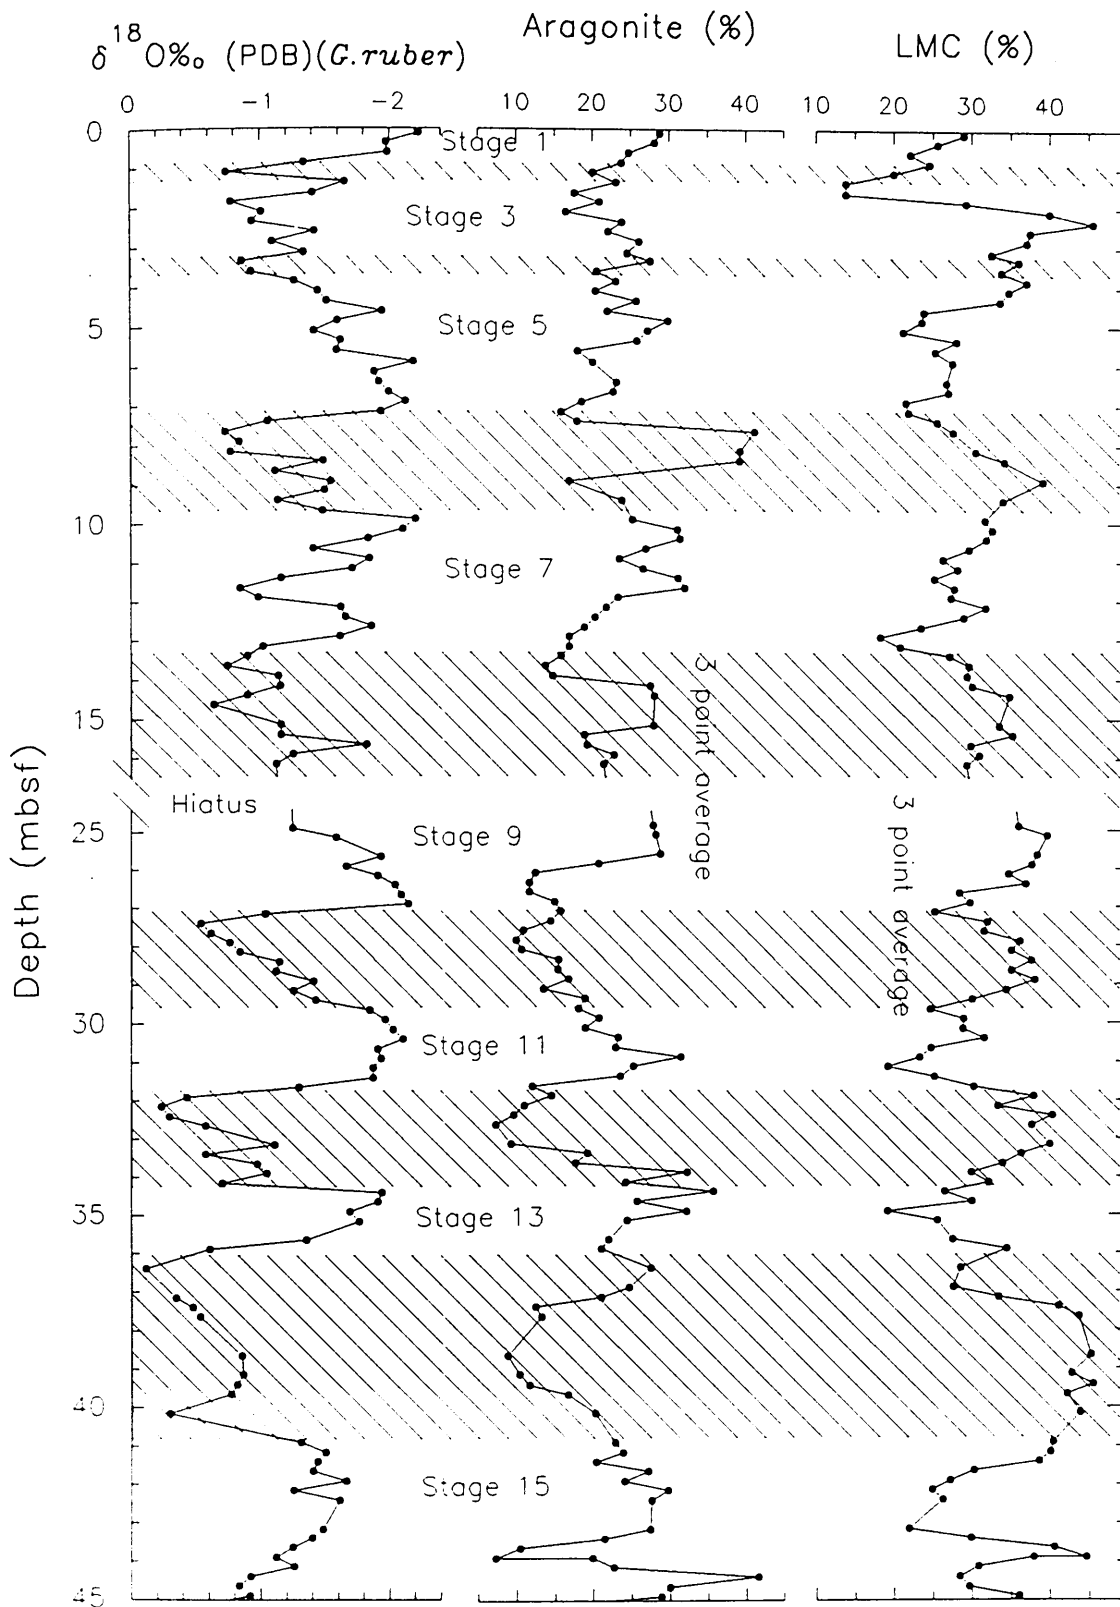 Aragonite (%)
δ18O‰ (PDB)(G.ruber)
LMC (%)
0 -1 -2
10 20 30 40
10 20 30 40
0
Stage 1
Stage 3
5
Stage 5
10
Stage 7
15
3 point average
Depth (mbsf)
Hiatus
25
Stage 9
3 point average
30
Stage 11
35
Stage 13
40
Stage 15
45